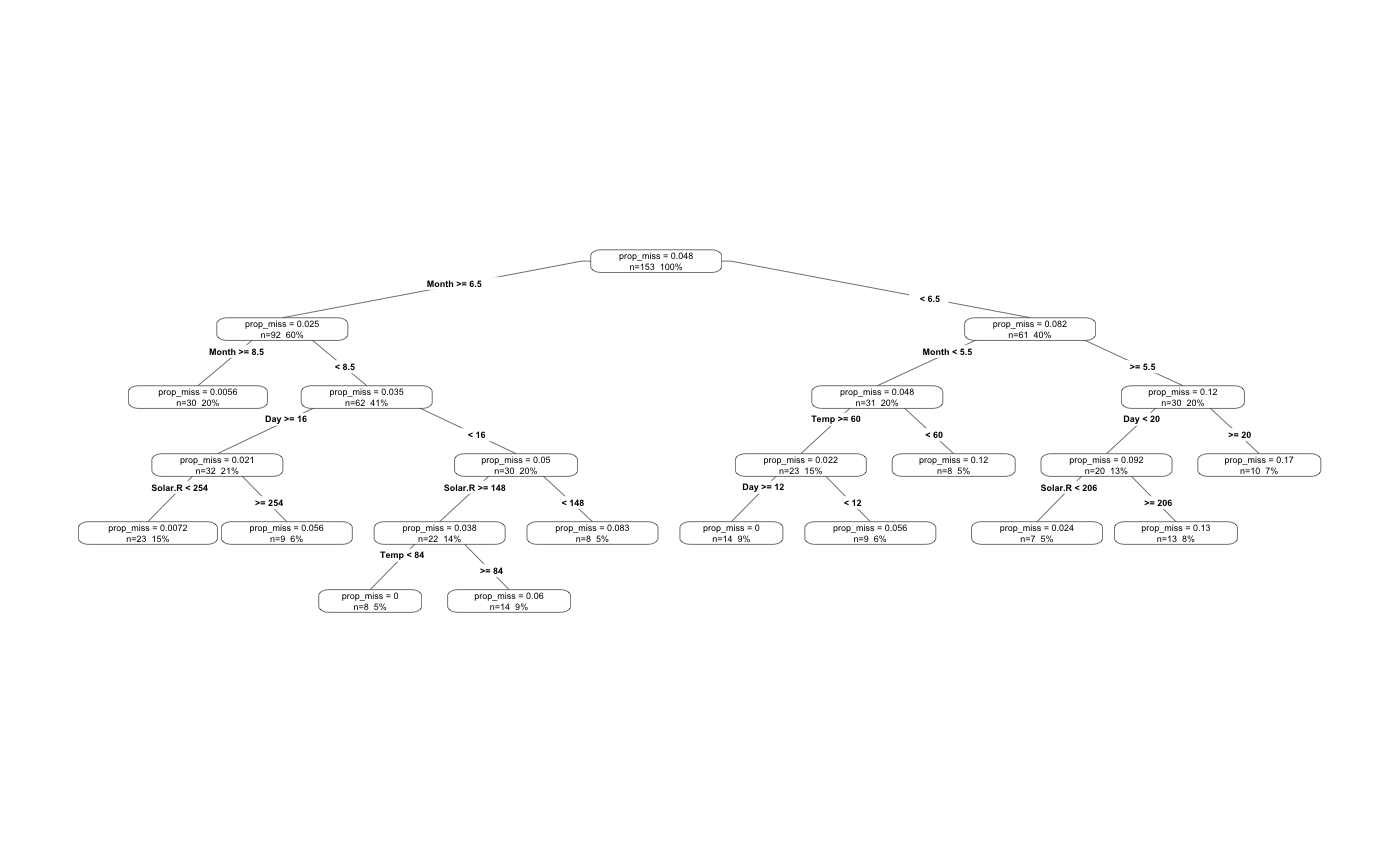 prop_miss = 0.048
n=153 100%
Month >= 6.5
< 6.5
prop_miss = 0.025
n=92 60%
prop_miss = 0.082
n=61 40%
Month >= 8.5
< 8.5
Month < 5.5
>= 5.5
prop_miss = 0.0056
n=30 20%
prop_miss = 0.035
n=62 41%
prop_miss = 0.048
n=31 20%
prop_miss = 0.12
n=30 20%
Day >= 16
< 16
Temp >= 60
< 60
Day < 20
>= 20
prop_miss = 0.021
n=32 21%
prop_miss = 0.05
n=30 20%
prop_miss = 0.022
n=23 15%
prop_miss = 0.12
n=8 5%
prop_miss = 0.092
n=20 13%
prop_miss = 0.17
n=10 7%
Solar.R < 254
>= 254
Solar.R >= 148
< 148
Day >= 12
< 12
Solar.R < 206
>= 206
prop_miss = 0.0072
n=23 15%
prop_miss = 0.056
n=9 6%
prop_miss = 0.038
n=22 14%
prop_miss = 0.083
n=8 5%
prop_miss = 0
n=14 9%
prop_miss = 0.056
n=9 6%
prop_miss = 0.024
n=7 5%
prop_miss = 0.13
n=13 8%
Temp < 84
>= 84
prop_miss = 0
n=8 5%
prop_miss = 0.06
n=14 9%